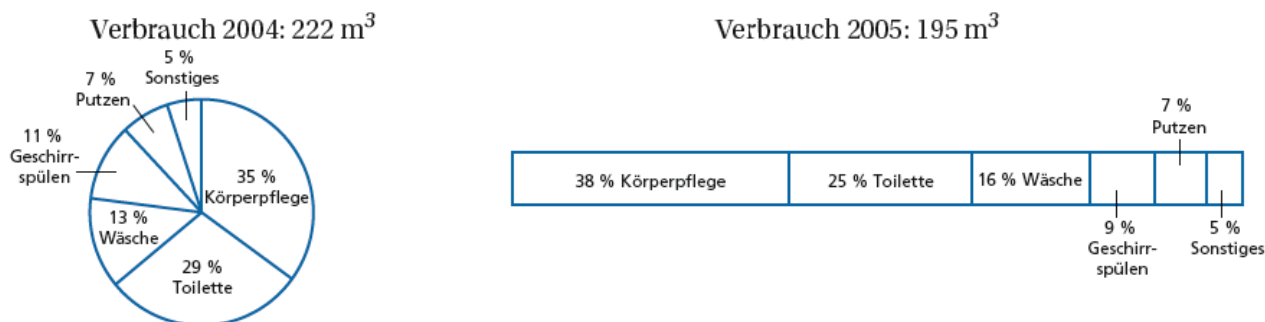 Verbrauch 2004: 222 m³
5 %
Sonstiges
7 %
Putzen
11 %
Geschirr-
spülen
35 %
Körperpflege
13 %
Wäsche
29 %
Toilette
Verbrauch 2005: 195 m³
38 % Körperpflege
25 % Toilette
16 % Wäsche
7 %
Putzen
9 %
Geschirr-
spülen
5 %
Sonstiges